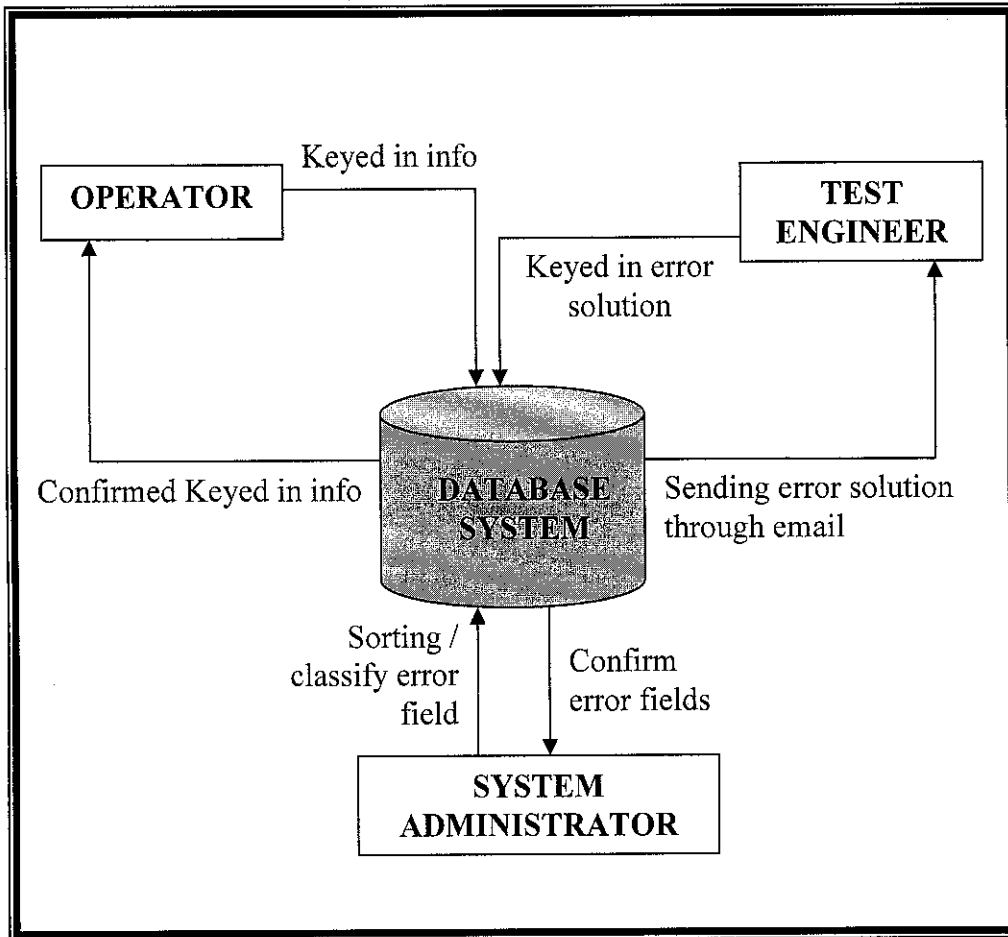 Keyed in info
OPERATOR
TEST
ENGINEER
Keyed in error
solution
Confirmed Keyed in info
DATABASE
SYSTEM
Sending error solution
through email
Sorting /
classify error
field
Confirm
error fields
SYSTEM
ADMINISTRATOR